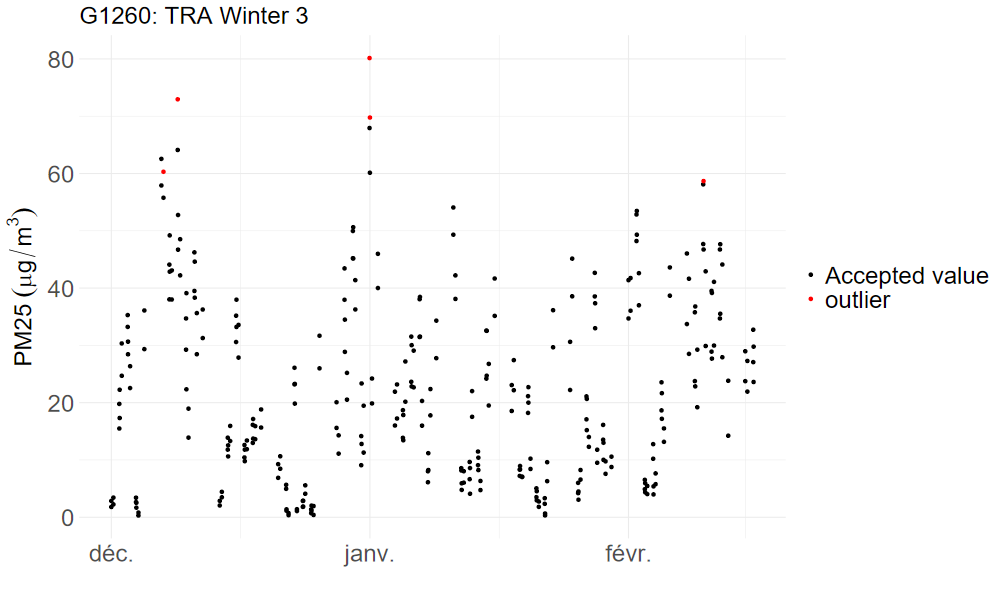 G1260: TRA Winter 3
PM25 (μg/m³)
80
60
40
20
0
déc.
janv.
févr.
Accepted value
outlier